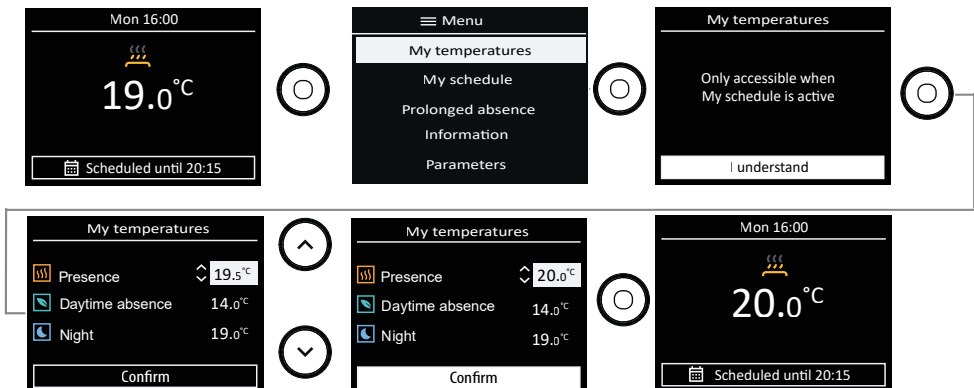 Mon 16:00
19.0°C
Scheduled until 20:15
Menu
My temperatures
My schedule
Prolonged absence
Information
Parameters
My temperatures
Only accessible when
My schedule is active
I understand
My temperatures
Presence 19.5°C
Daytime absence 14.0°C
Night 19.0°C
Confirm
My temperatures
Presence 20.0°C
Daytime absence 14.0°C
Night 19.0°C
Confirm
Mon 16:00
20.0°C
Scheduled until 20:15